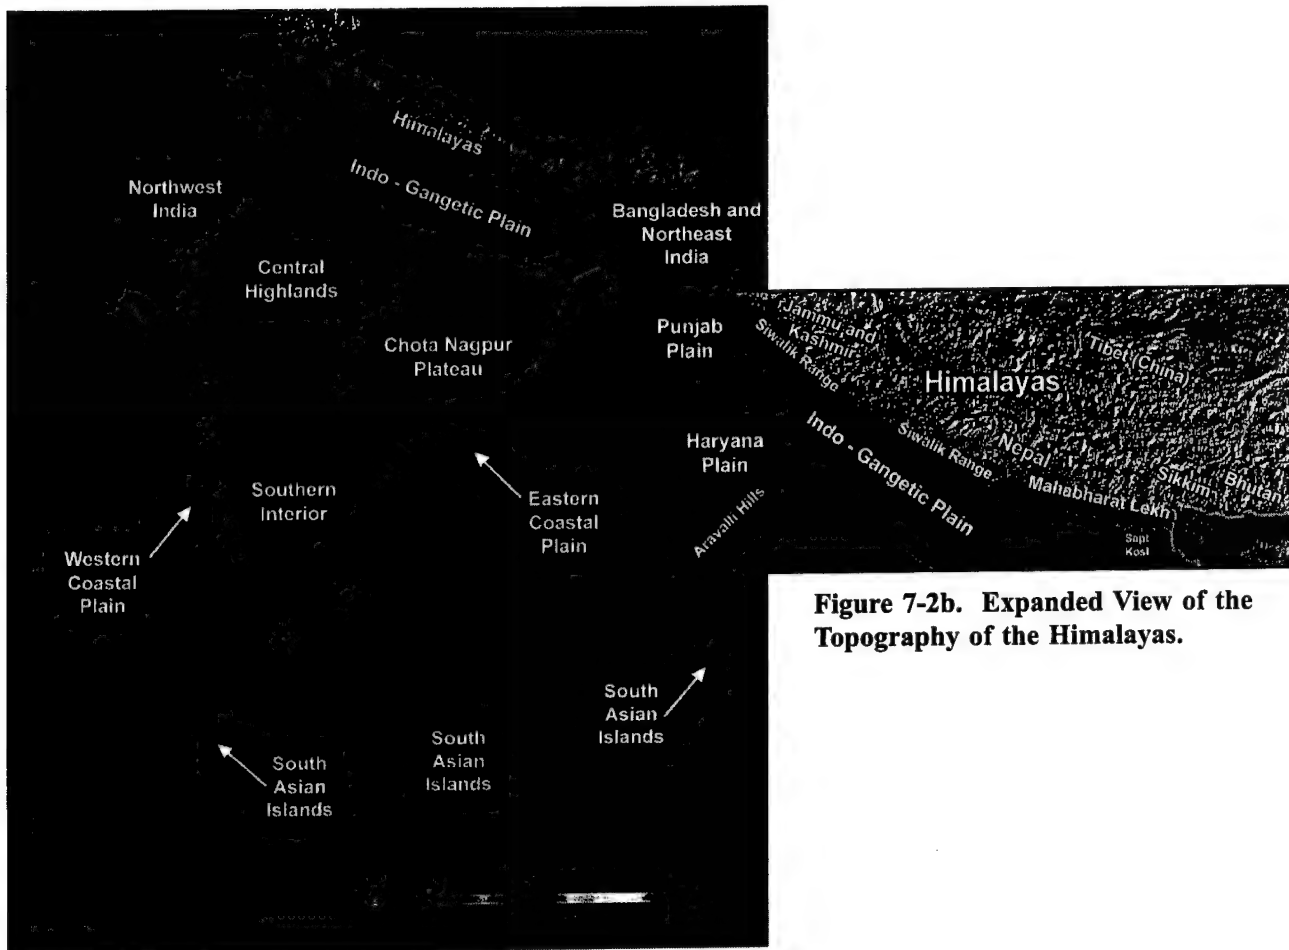 Himalayas
Indo - Gangetic Plain
Northwest
India
Bangladesh and
Northeast
India
Central
Highlands
Chota Nagpur
Plateau
Punjab
Plain
Haryana
Plain
Aravalli Hills
Southern
Interior
Eastern
Coastal
Plain
Western
Coastal
Plain
South
Asian
Islands
South
Asian
Islands
South
Asian
Islands
Jammu and
Kashmir
Siwalik Range
Tibet (China)
Himalayas
Indo - Gangetic Plain
Siwalik Range
Nepal
Mahabharat Lekh
Sikkim
Bhutan
Sapt
Kosi
Figure 7-2b. Expanded View of the
Topography of the Himalayas.